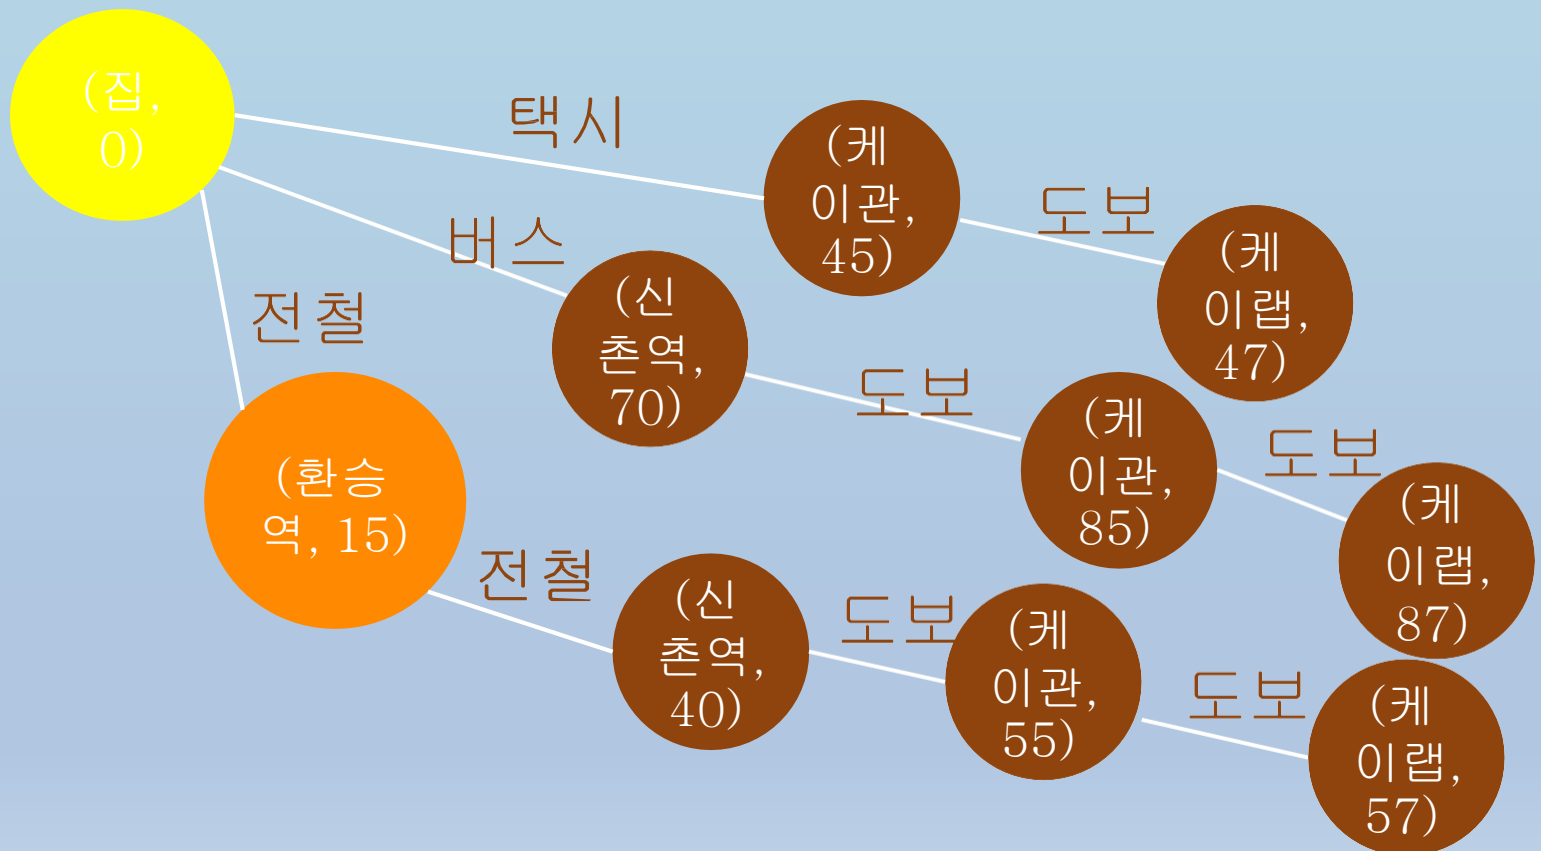 (집,
0)
택시
(케
이관,
45)
도보
(케
이랩,
47)
버스
(신
촌역,
70)
도보
(케
이관,
85)
도보
(케
이랩,
87)
전철
(환승
역, 15)
전철
(신
촌역,
40)
도보
(케
이관,
55)
도보
(케
이랩,
57)